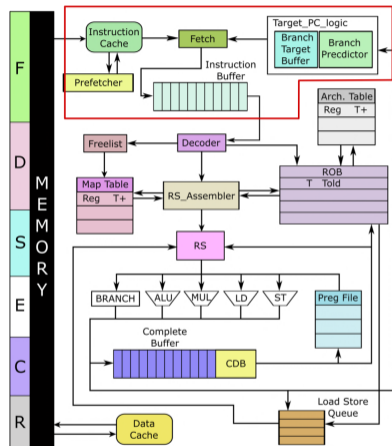 Target_PC_logic
Instruction
Cache
Fetch
Branch
Target
Buffer
Branch
Precdictor
Prefetcher
Instruction
Buffer
F
D
S
E
C
R
MEMORY
Arch. Table
Reg T+
Freelist
Decoder
ROB
T Told
Map Table
Reg T+
RS_Assembler
RS
BRANCH
ALU
MUL
LD
ST
Preg File
Complete
Buffer
CDB
Load Store
Queue
Data
Cache